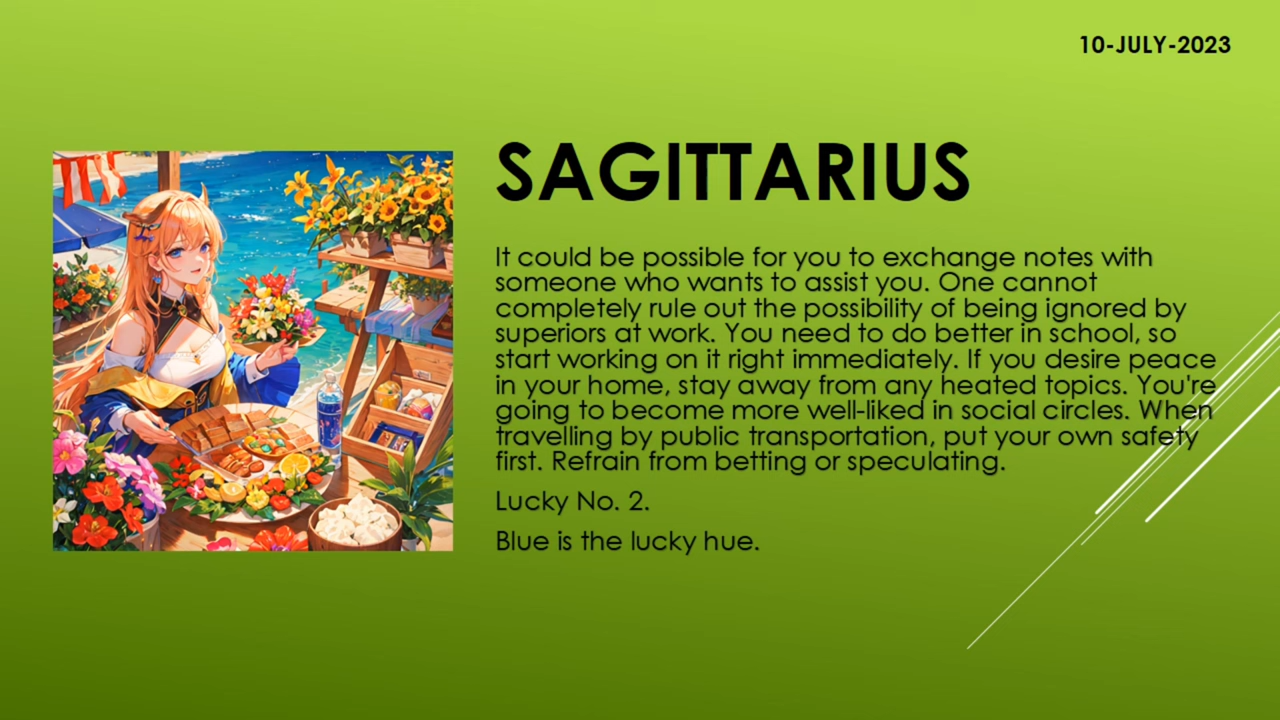 10-JULY-2023
SAGITTARIUS
It could be possible for you to exchange notes with
someone who wants to assist you. One cannot
completely rule out the possibility of being ignored by
superiors at work. You need to do better in school, so
start working on it right immediately. If you desire peace
in your home, stay away from any heated topics. You're
going to become more well-liked in social circles. When
travelling by public transportation, put your own safety
first. Refrain from betting or speculating.
Lucky No. 2.
Blue is the lucky hue.